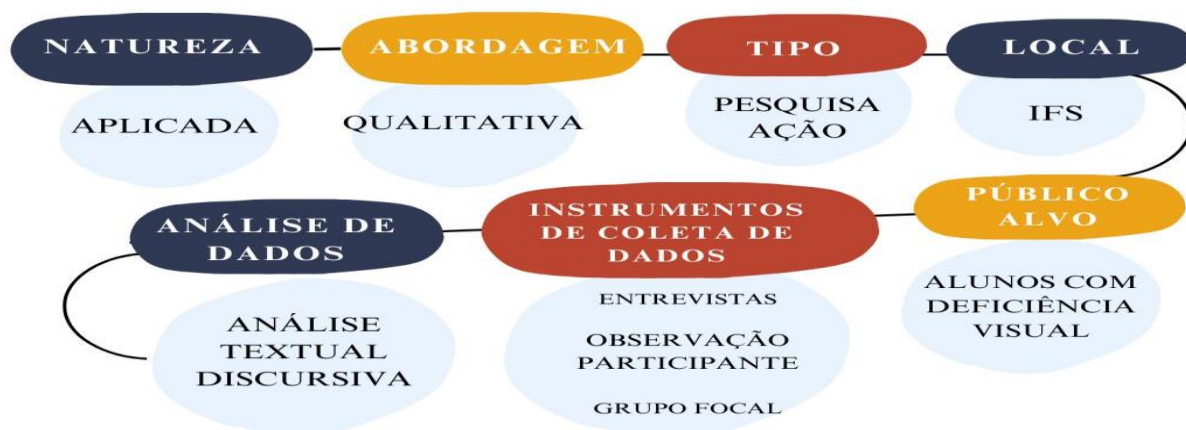 NATUREZA
APLICADA
ABORDAGEM
QUALITATIVA
TIPO
PESQUISA
AÇÃO
LOCAL
IFS
PÚBLICO
ALVO
ALUNOS COM
DEFICIÊNCIA
VISUAL
INSTRUMENTOS
DE COLETA DE
DADOS
ENTREVISTAS
OBSERVAÇÃO
PARTICIPANTE
GRUPO FOCAL
ANÁLISE DE
DADOS
ANÁLISE
TEXTUAL
DISCURSIVA